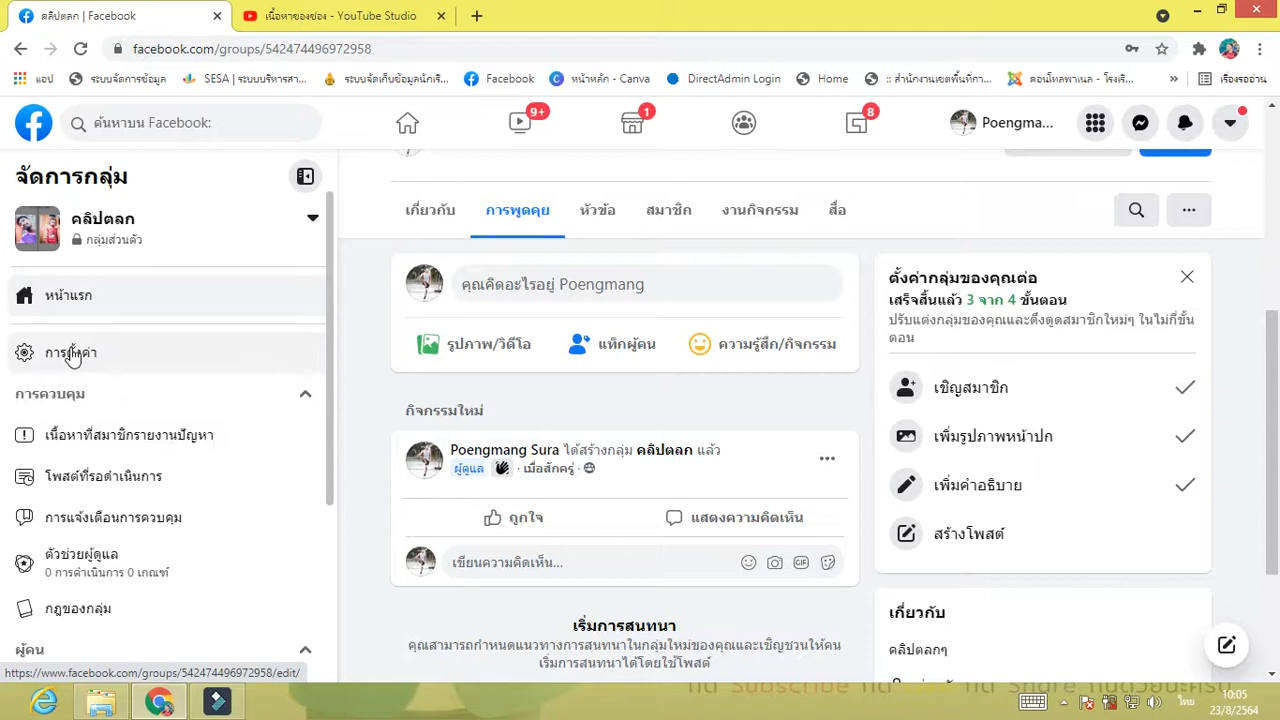 คลิปตลก | Facebook
เนื้อหาของช่อง - YouTube Studio
facebook.com/groups/542474496972958
แอป
ระบบจัดการข้อมูล
SESA | ระบบบริหารสา...
ระบบจัดเก็บข้อมูลนักเรี...
Facebook
หน้าหลัก - Canva
DirectAdmin Login
Home
:: สำนักงานเขตพื้นที่กา...
คอนโทลพาเนล - โรงเรี...
»
เรื่องรออ่าน
ค้นหาบน Facebook:
9+
1
8
Poengma...
จัดการกลุ่ม
คลิปตลก
กลุ่มส่วนตัว
หน้าแรก
การตั้งค่า
การควบคุม
เนื้อหาที่สมาชิกรายงานปัญหา
โพสต์ที่รอดำเนินการ
การแจ้งเตือนการควบคุม
ตัวช่วยผู้ดูแล
0 การดำเนินการ 0 เกณฑ์
กฎของกลุ่ม
ผู้คน
https://www.facebook.com/groups/542474496972958/edit/
เกี่ยวกับ
การพูดคุย
หัวข้อ
สมาชิก
งานกิจกรรม
สื่อ
คุณคิดอะไรอยู่ Poengmang
รูปภาพ/วิดีโอ
แท็กผู้คน
ความรู้สึก/กิจกรรม
กิจกรรมใหม่
Poengmang Sura ได้สร้างกลุ่ม คลิปตลก แล้ว
ผู้ดูแล · เมื่อสักครู่ ·
ถูกใจ
แสดงความคิดเห็น
เขียนความคิดเห็น...
GIF
เริ่มการสนทนา
คุณสามารถกำหนดแนวทางการสนทนาในกลุ่มใหม่ของคุณและเชิญชวนให้คน
เริ่มการสนทนาได้โดยใช้โพสต์
ตั้งค่ากลุ่มของคุณต่อ
เสร็จสิ้นแล้ว 3 จาก 4 ขั้นตอน
ปรับแต่งกลุ่มของคุณและดึงดูดสมาชิกใหม่ๆ ในไม่กี่ขั้น
ตอน
เชิญสมาชิก
เพิ่มรูปภาพหน้าปก
เพิ่มคำอธิบาย
สร้างโพสต์
เกี่ยวกับ
คลิปตลกๆ
กด Subscribe กด กด Share
ไทย
10:05
23/8/2564